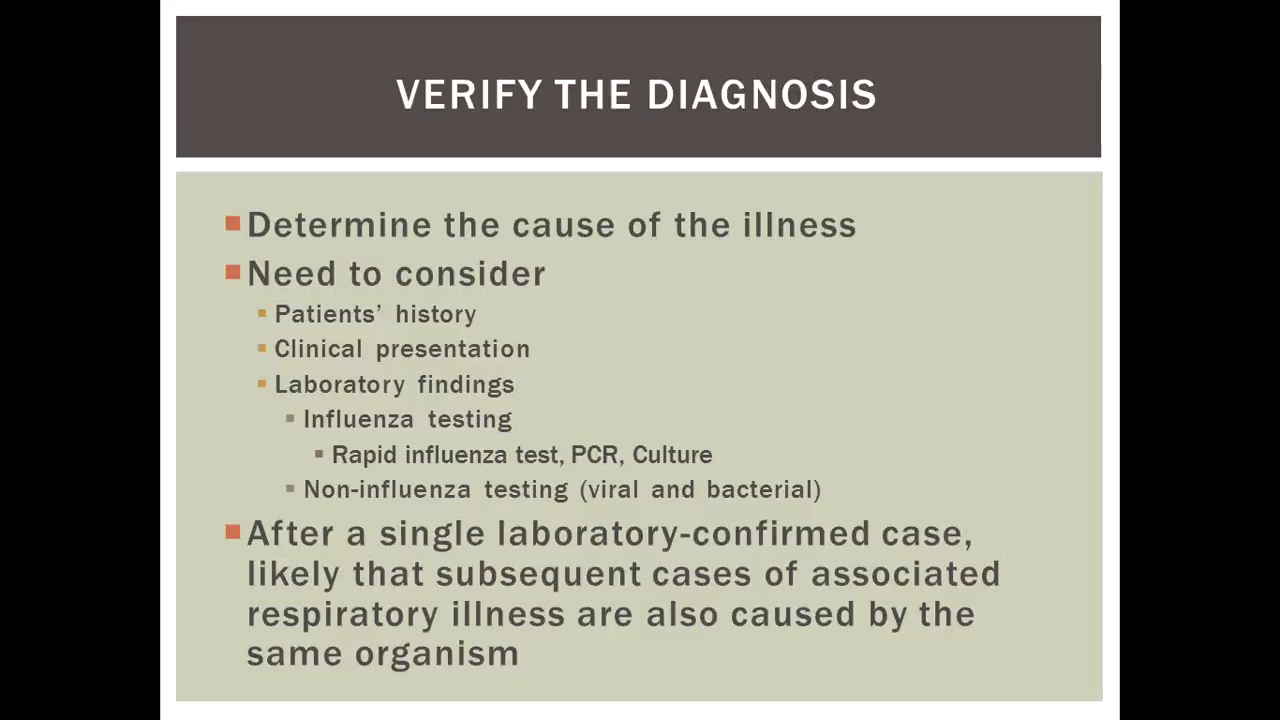 VERIFY THE DIAGNOSIS
Determine the cause of the illness
Need to consider
Patients’ history
Clinical presentation
Laboratory findings
Influenza testing
Rapid influenza test, PCR, Culture
Non-influenza testing (viral and bacterial)
After a single laboratory-confirmed case,
likely that subsequent cases of associated
respiratory illness are also caused by the
same organism